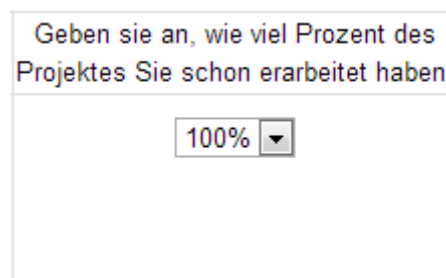 Geben sie an, wie viel Prozent des
Projektes Sie schon erarbeitet haben
100%